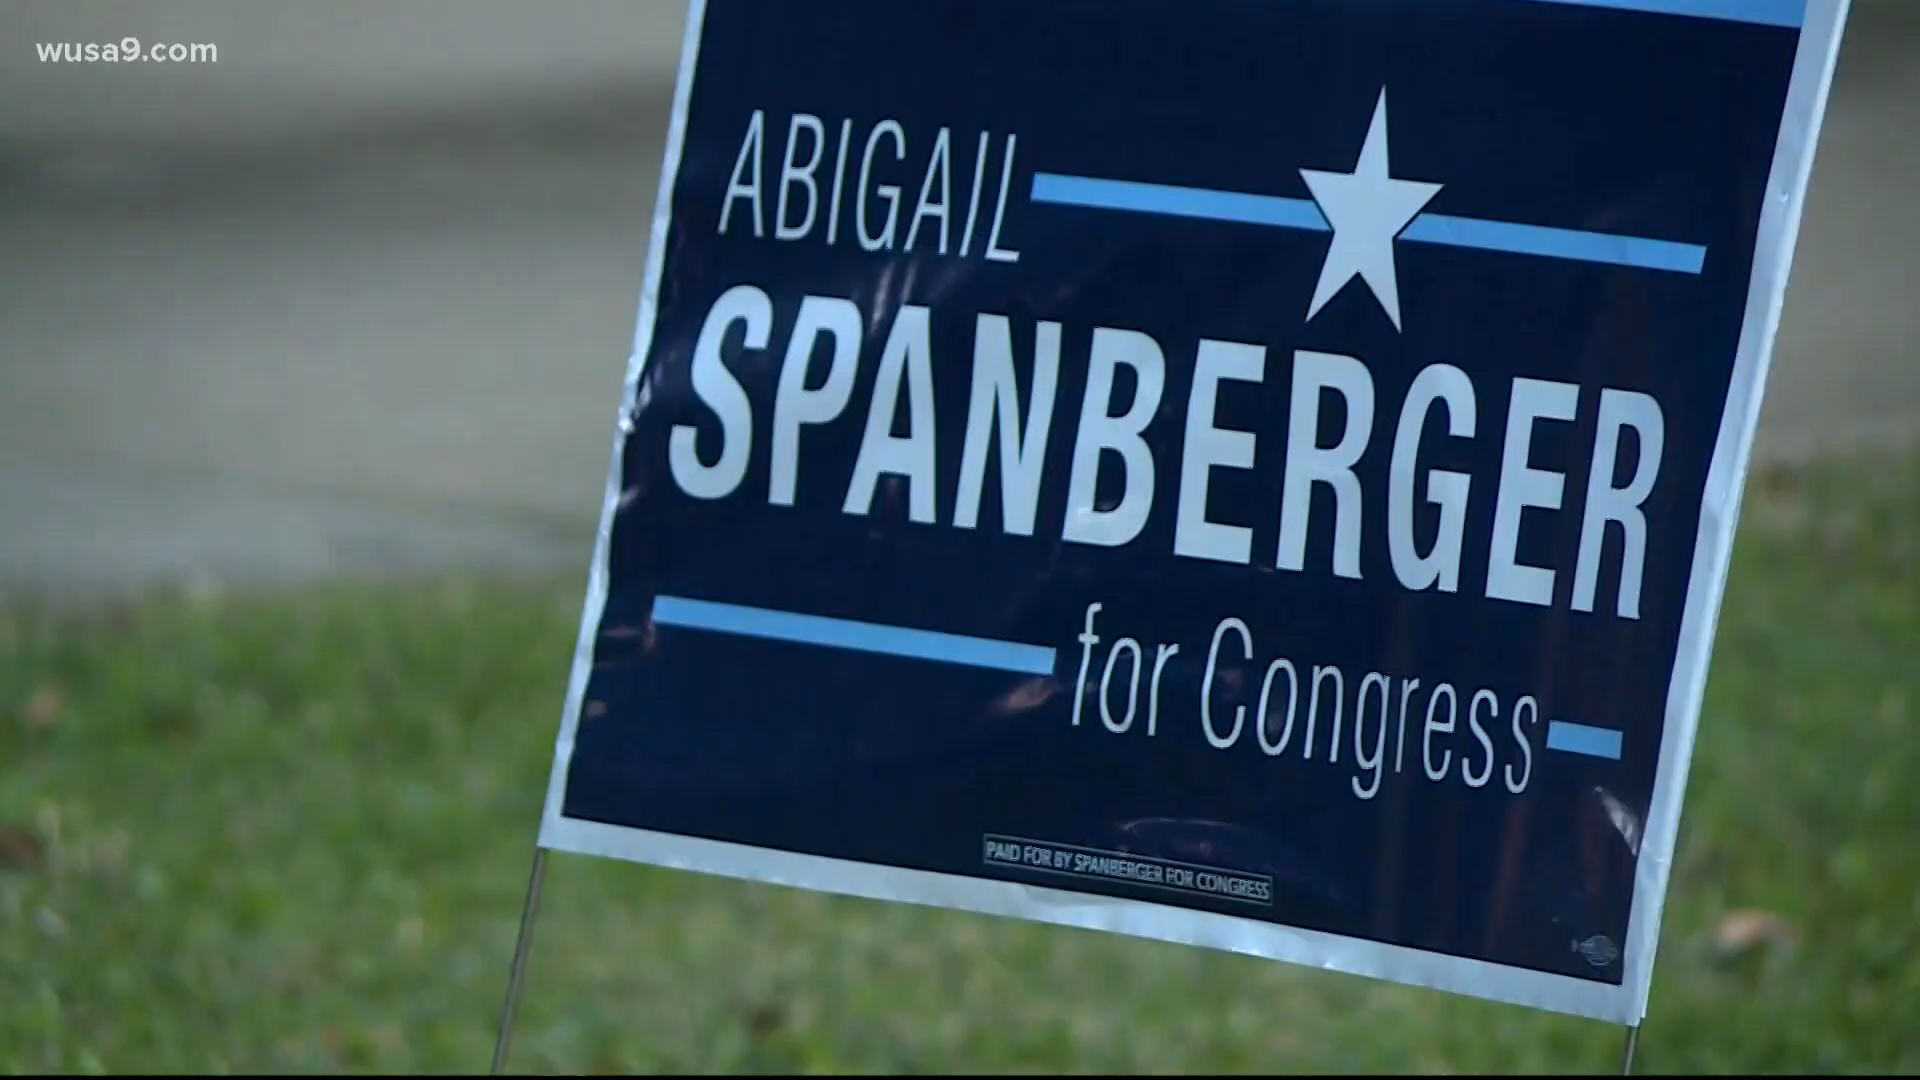 wusa9.com
ABIGAIL
SPANBERGER
for Congress
PAID FOR BY SPANBERGER FOR CONGRESS